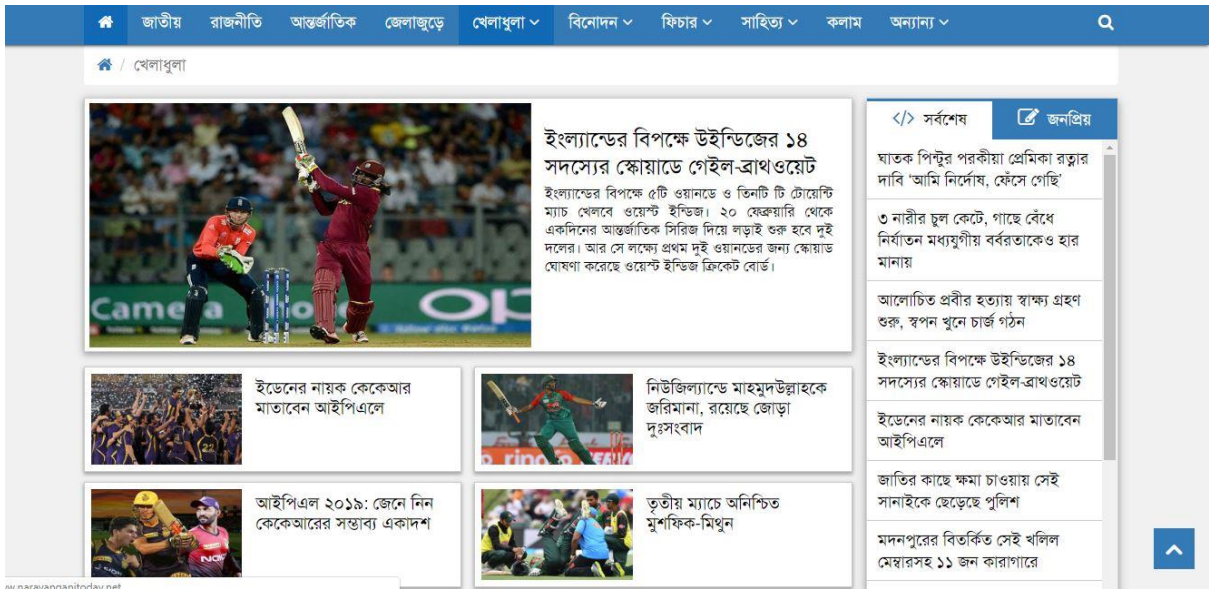 জাতীয় রাজনীতি আন্তর্জাতিক জেলাজুড়ে খেলাধুলা বিনোদন ফিচার সাহিত্য কলাম অন্যান্য
/ খেলাধুলা
ইংল্যান্ডের বিপক্ষে উইন্ডিজের ১৪
সদস্যের স্কোয়াডে গেইল-ব্রাথওয়েট
ইংল্যান্ডের বিপক্ষে ৫টি ওয়ানডে ও তিনটি টি টোয়েন্টি
ম্যাচ খেলবে ওয়েস্ট ইন্ডিজ। ২০ ফেব্রুয়ারি থেকে
একদিনের আন্তর্জাতিক সিরিজ দিয়ে লড়াই শুরু হবে দুই
দলের। আর সে লক্ষ্যে প্রথম দুই ওয়ানডের জন্য স্কোয়াড
ঘোষণা করেছে ওয়েস্ট ইন্ডিজ ক্রিকেট বোর্ড।
Camera
ইডেনের নায়ক কেকেআর
মাতাবেন আইপিএলে
নিউজিল্যান্ডে মাহমুদউল্লাহকে
জরিমানা, রয়েছে জোড়া
দুঃসংবাদ
আইপিএল ২০১৯: জেনে নিন
কেকেআরের সম্ভাব্য একাদশ
তৃতীয় ম্যাচে অনিশ্চিত
মুশফিক-মিথুন
</> সর্বশেষ জনপ্রিয়
ঘাতক পিন্টুর পরকীয়া প্রেমিকা রত্নার
দাবি ‘আমি নির্দোষ, ফেঁসে গেছি’
৩ নারীর চুল কেটে, গাছে বেঁধে
নির্যাতন মধ্যযুগীয় বর্বরতাকেও হার
মানায়
আলোচিত প্রবীর হত্যায় স্বাক্ষ্য গ্রহণ
শুরু, স্বপন খুনে চার্জ গঠন
ইংল্যান্ডের বিপক্ষে উইন্ডিজের ১৪
সদস্যের স্কোয়াডে গেইল-ব্রাথওয়েট
ইডেনের নায়ক কেকেআর মাতাবেন
আইপিএলে
জাতির কাছে ক্ষমা চাওয়ায় সেই
সানাইকে ছেড়েছে পুলিশ
মদনপুরের বিতর্কিত সেই খলিল
মেম্বারসহ ১১ জন কারাগারে